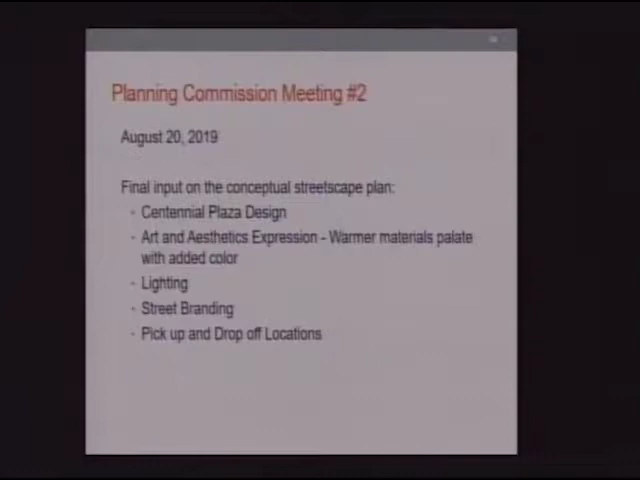 Planning Commission Meeting #2
August 20, 2019
Final input on the conceptual streetscape plan:
- Centennial Plaza Design
- Art and Aesthetics Expression - Warmer materials palate
with added color
- Lighting
- Street Branding
- Pick up and Drop off Locations